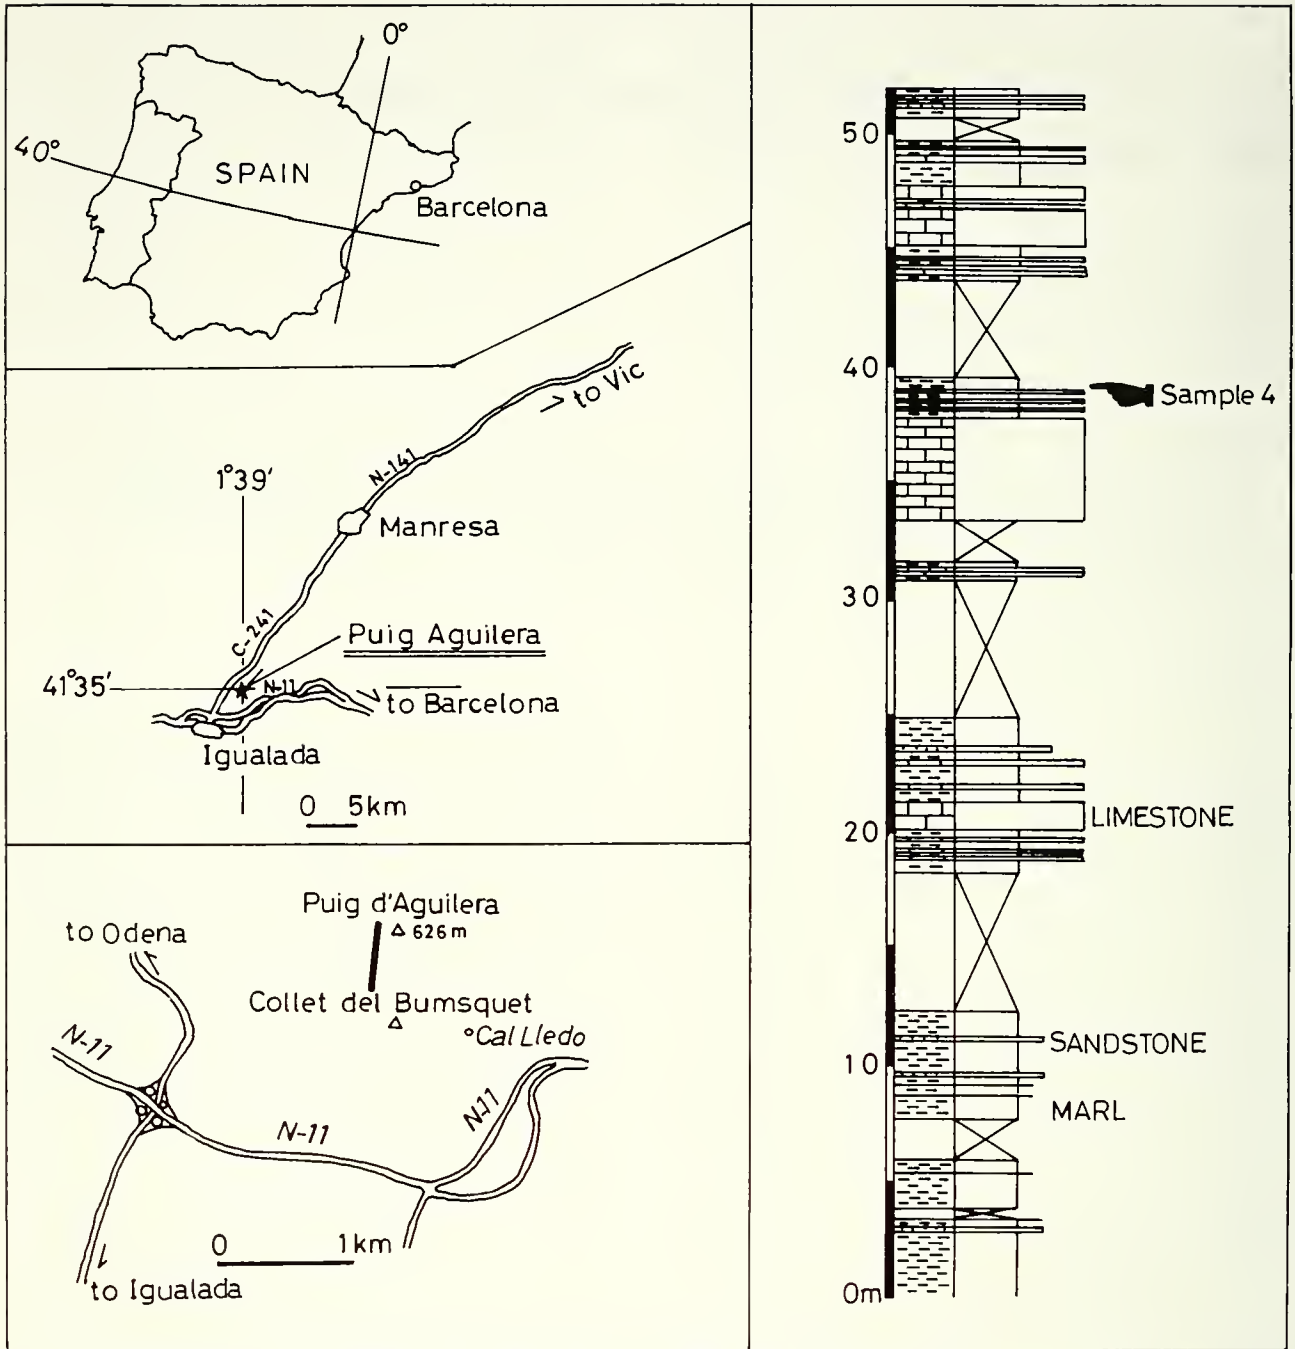 0°
40°
SPAIN
Barcelona
to Vic
N-141
1°39'
Manresa
C-241
Puig Aguilera
41°35'
N-11
to Barcelona
Igualada
0 5km
Puig d'Aguilera
626 m
to Odena
Collet del Bumsquet
Cal Lledo
N-11
N-11
N-11
0 1km
to Igualada
50
40
Sample 4
30
LIMESTONE
20
SANDSTONE
10
MARL
0m